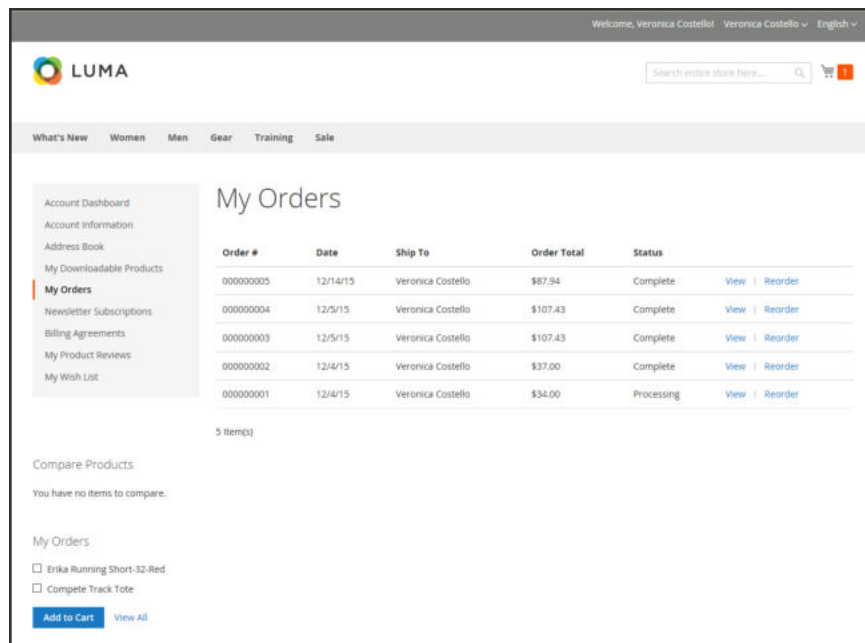 Welcome, Veronica Costello! Veronica Costello English
LUMA
Search entire store here...
1
What's New Women Men Gear Training Sale
Account Dashboard
Account Information
Address Book
My Downloadable Products
My Orders
Newsletter Subscriptions
Billing Agreements
My Product Reviews
My Wish List
My Orders
Order # Date Ship To Order Total Status
000000005 12/14/15 Veronica Costello $87.94 Complete View | Reorder
000000004 12/5/15 Veronica Costello $107.43 Complete View | Reorder
000000003 12/5/15 Veronica Costello $107.43 Complete View | Reorder
000000002 12/4/15 Veronica Costello $37.00 Complete View | Reorder
000000001 12/4/15 Veronica Costello $34.00 Processing View | Reorder
5 Item(s)
Compare Products
You have no items to compare.
My Orders
Erika Running Short-32-Red
Compete Track Tote
Add to Cart View All